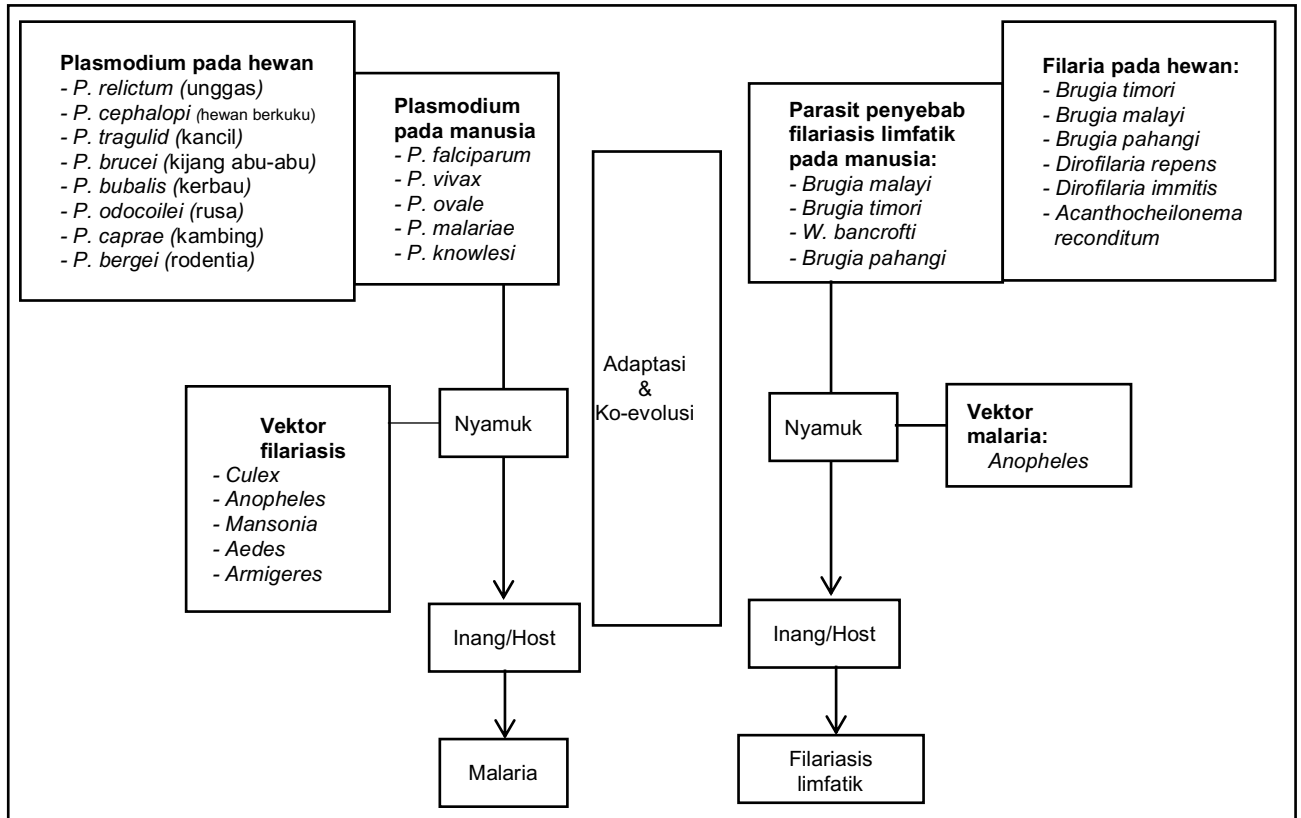 Plasmodium pada hewan
- P. relictum (unggas)
- P. cephalopi (hewan berkuku)
- P. tragulid (kancil)
- P. brucei (kijang abu-abu)
- P. bubalis (kerbau)
- P. odocoilei (rusa)
- P. caprae (kambing)
- P. bergei (rodentia)
Plasmodium
pada manusia
- P. falciparum
- P. vivax
- P. ovale
- P. malariae
- P. knowlesi
Adaptasi
&
Ko-evolusi
Parasit penyebab
filariasis limfatik
pada manusia:
- Brugia malayi
- Brugia timori
- W. bancrofti
- Brugia pahangi
Filaria pada hewan:
- Brugia timori
- Brugia malayi
- Brugia pahangi
- Dirofilaria repens
- Dirofilaria immitis
- Acanthocheilonema
reconditum
Vektor
filariasis
- Culex
- Anopheles
- Mansonia
- Aedes
- Armigeres
Nyamuk
Nyamuk
Vektor
malaria:
Anopheles
Inang/Host
Inang/Host
Malaria
Filariasis
limfatik